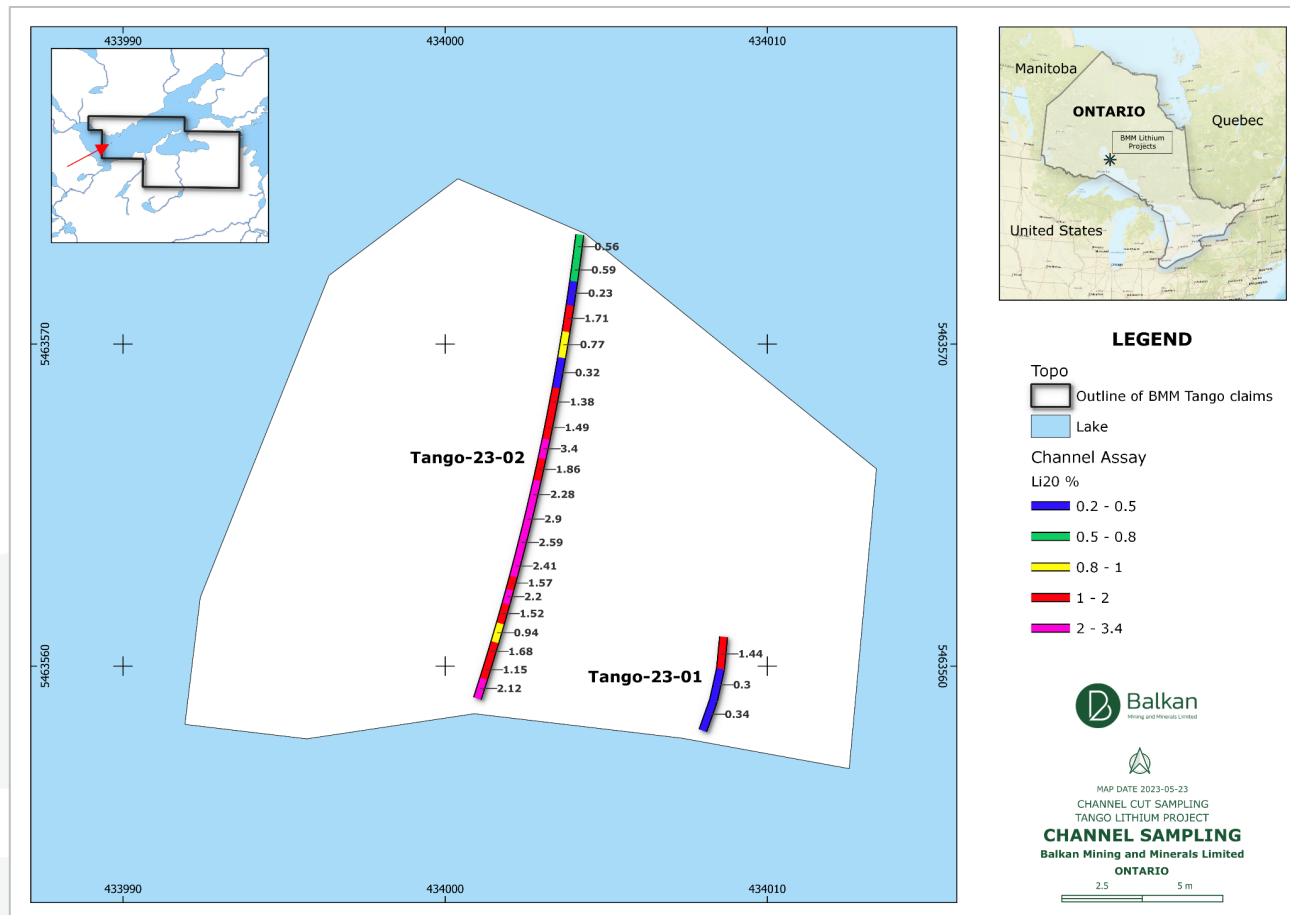 433990
434000
434010
5463570
5463570
5463560
5463560
0.56
0.59
0.23
1.71
0.77
0.32
1.38
1.49
3.4
1.86
2.28
2.9
2.59
2.41
1.57
2.2
1.52
0.94
1.68
1.15
2.12
Tango-23-02
1.44
0.3
0.34
Tango-23-01
433990
434000
434010
Manitoba
ONTARIO
Quebec
BMM Lithium
Projects
United States
LEGEND
Topo
Outline of BMM Tango claims
Lake
Channel Assay
Li20 %
0.2 - 0.5
0.5 - 0.8
0.8 - 1
1 - 2
2 - 3.4
Balkan
Mining and Minerals Limited
MAP DATE 2023-05-23
CHANNEL CUT SAMPLING
TANGO LITHIUM PROJECT
CHANNEL SAMPLING
Balkan Mining and Minerals Limited
ONTARIO
2.5 5 m